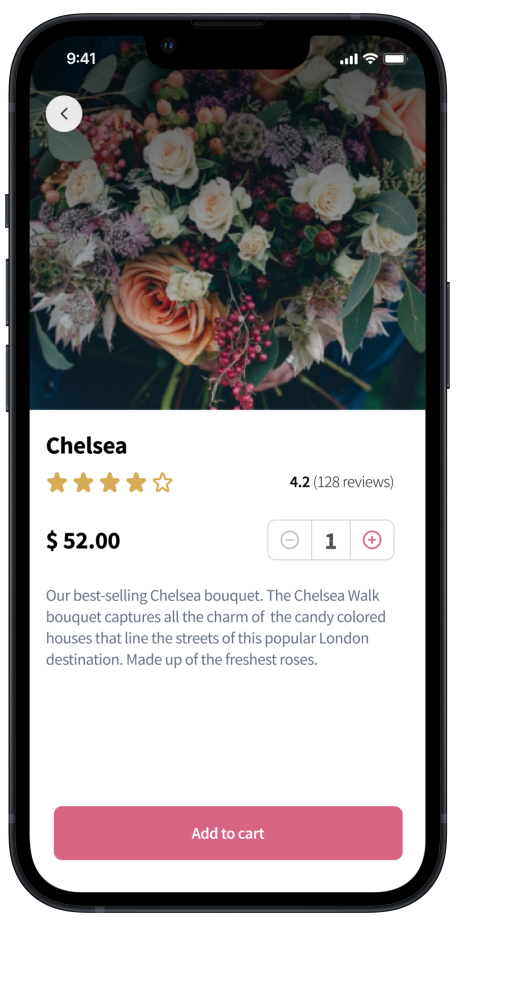 9:41
Chelsea
4.2 (128 reviews)
$ 52.00
1
Our best-selling Chelsea bouquet. The Chelsea Walk
bouquet captures all the charm of  the candy colored
houses that line the streets of this popular London
destination. Made up of the freshest roses.
Add to cart